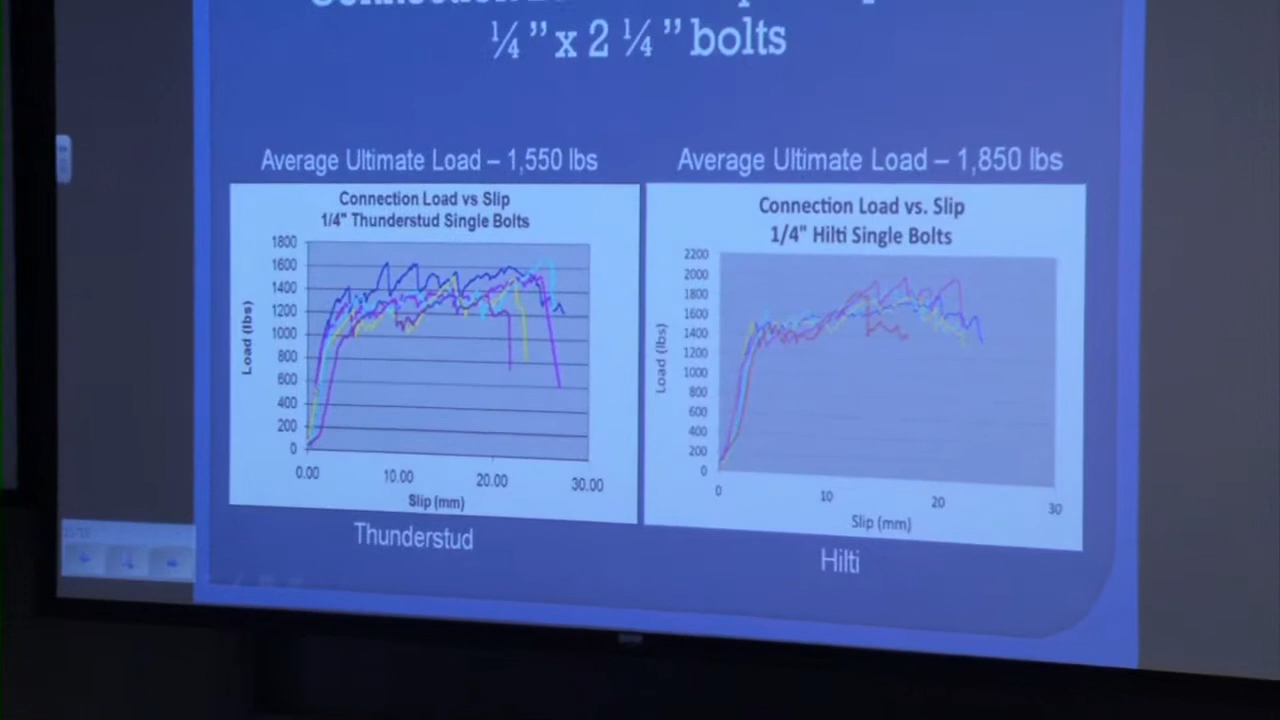 ¼” x 2 ¼” bolts
Average Ultimate Load – 1,550 lbs
Connection Load vs Slip
1/4" Thunderstud Single Bolts
1800
1600
1400
1200
1000
800
600
400
200
0
Load (lbs)
0.00
10.00
20.00
30.00
Slip (mm)
Thunderstud
Average Ultimate Load – 1,850 lbs
Connection Load vs. Slip
1/4" Hilti Single Bolts
2200
2000
1800
1600
1400
1200
1000
800
600
400
200
0
Load (lbs)
0
10
20
30
Slip (mm)
Hilti